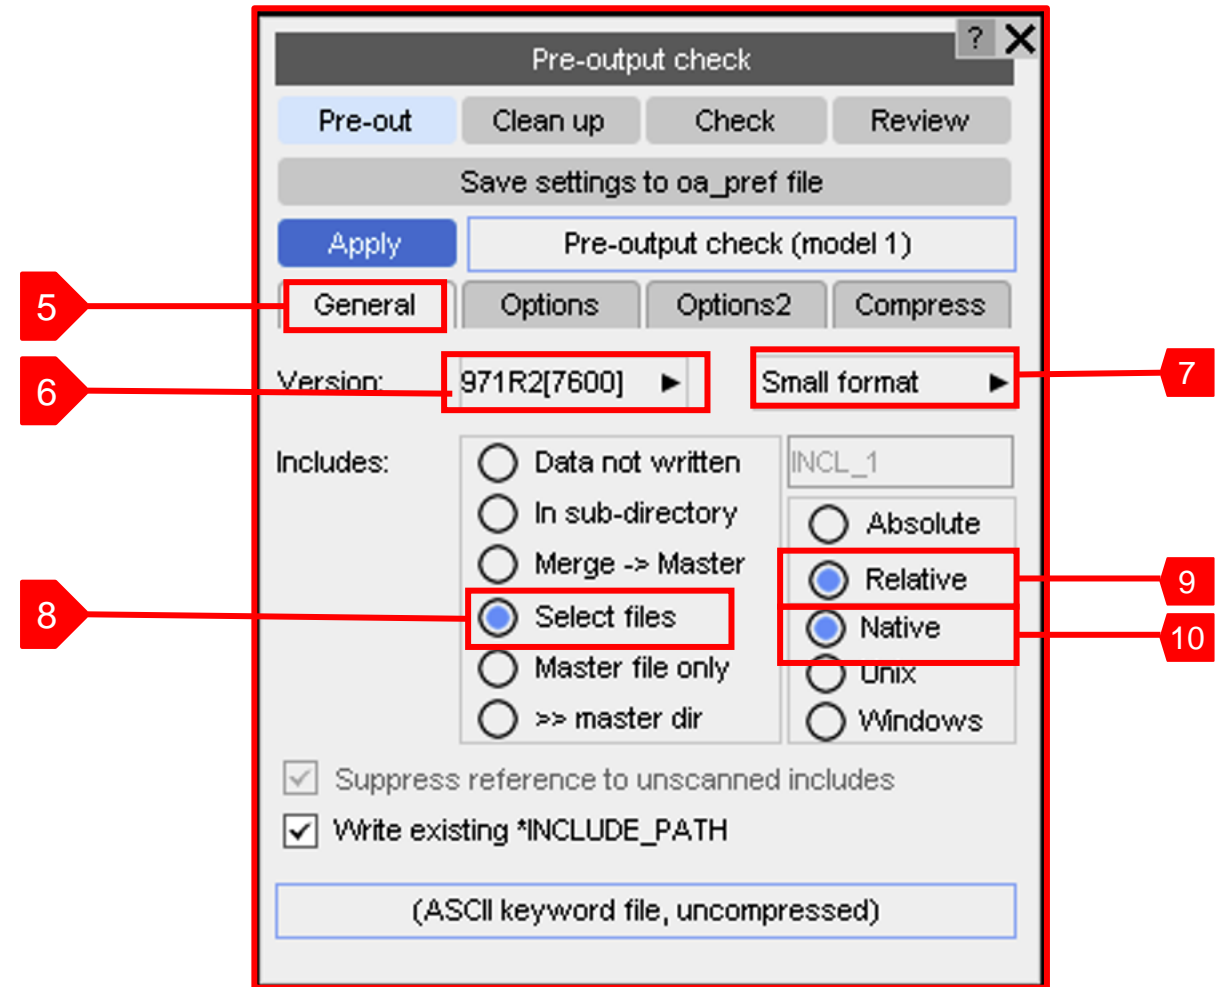 ?
Pre-output check
Pre-out Clean up Check Review
Save settings to oa_pref file
Apply Pre-output check (model 1)
5 General Options Options2 Compress
6 Version: 971R2[7600] Small format 7
Includes: Data not written INCL_1
In sub-directory Absolute
Merge -> Master Relative 9
8 Select files Native 10
Master file only Unix
>> master dir Windows
Suppress reference to unscanned includes
Write existing *INCLUDE_PATH
(ASCII keyword file, uncompressed)